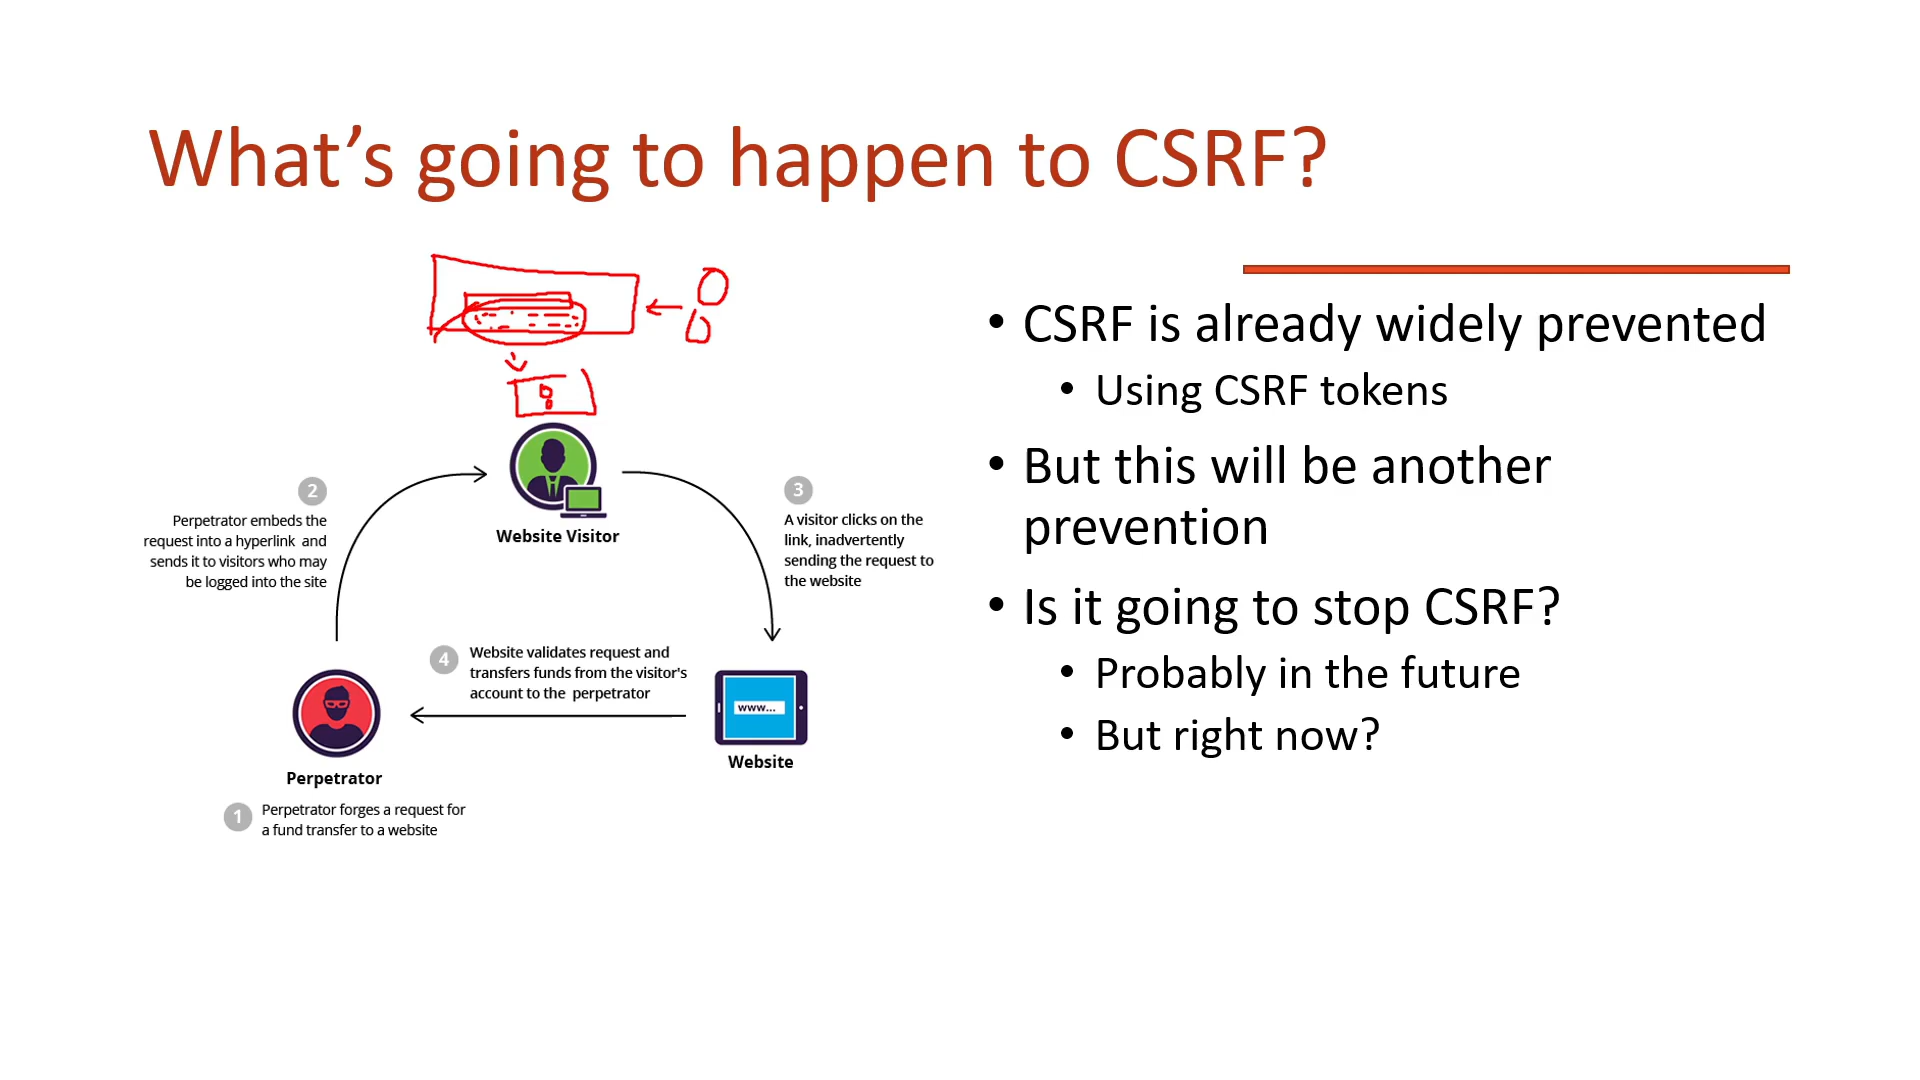 What's going to happen to CSRF?
2
Perpetrator embeds the
request into a hyperlink and
sends it to visitors who may
be logged into the site
Website Visitor
3
A visitor clicks on the
link, inadvertently
sending the request to
the website
4
Website validates request and
transfers funds from the visitor's
account to the perpetrator
www...
Website
Perpetrator
1
Perpetrator forges a request for
a fund transfer to a website
• CSRF is already widely prevented
• Using CSRF tokens
• But this will be another
prevention
• Is it going to stop CSRF?
• Probably in the future
• But right now?